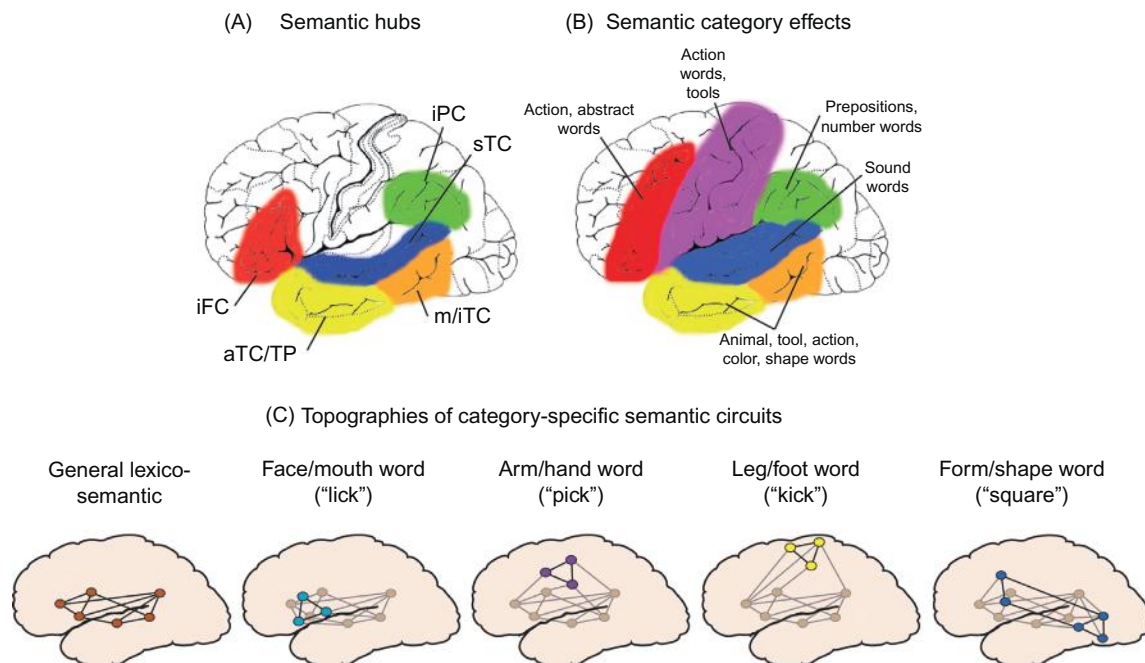 (A) Semantic hubs
(B) Semantic category effects
iPC
sTC
iFC
m/iTC
aTC/TP
Action
words,
tools
Action, abstract
words
Prepositions,
number words
Sound
words
Animal, tool, action,
color, shape words
(C) Topographies of category-specific semantic circuits
General lexico-
semantic
Face/mouth word
(“lick”)
Arm/hand word
(“pick”)
Leg/foot word
(“kick”)
Form/shape word
(“square”)